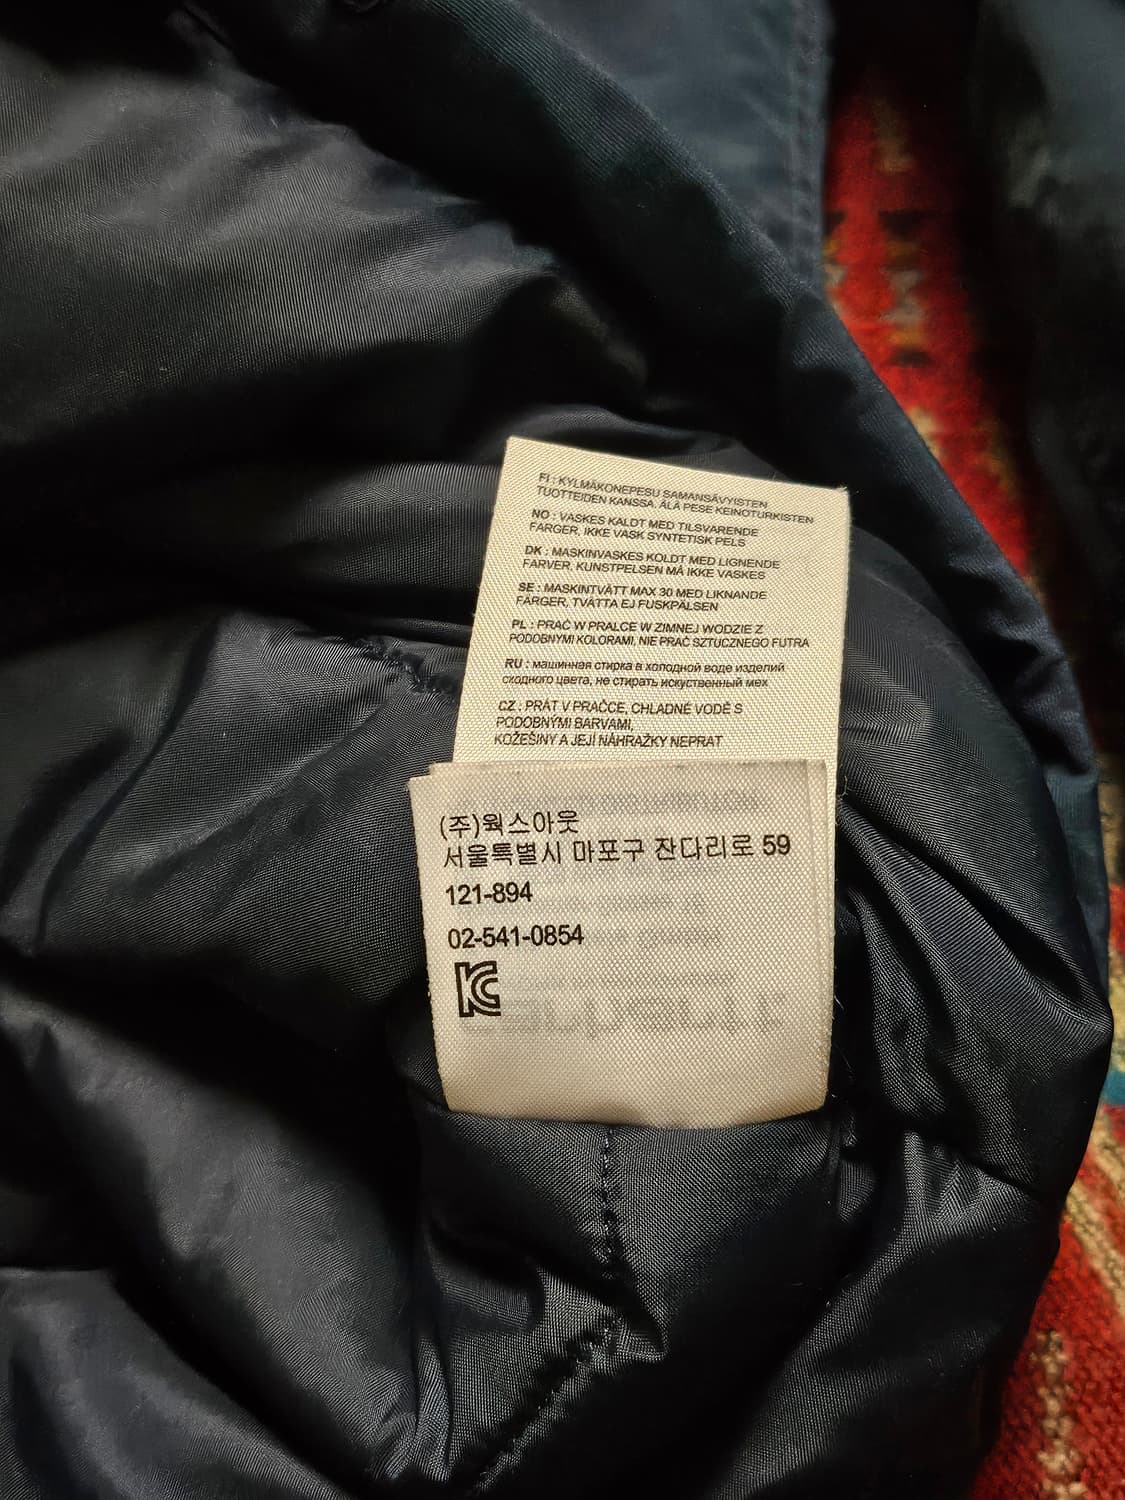 FI : KYLMÄKONEPESU SAMANSÄVYISTEN
TUOTTEIDEN KANSSA. ÄLÄ PESE KEINOTURKISTEN
NO : VASKES KALDT MED TILSVARENDE
FARGER, IKKE VASK SYNTETISK PELS
DK : MASKINVASKES KOLDT MED LIGNENDE
FARVER. KUNSTPELSEN MÅ IKKE VASKES
SE : MASKINTVÄTT MAX 30 MED LIKNANDE
FÄRGER, TVÄTTA EJ FUSKPÄLSEN
PL : PRAĆ W PRALCE W ZIMNEJ WODZIE Z
PODOBNYMI KOLORAMI, NIE PRAĆ SZTUCZNEGO FUTRA
RU : машинная стирка в холодной воде изделий
сходного цвета, не стирать искуственный мех
CZ : PRÁT V PRAČCE, CHLADNÉ VODĚ S
PODOBNÝMI BARVAMI,
KOŽEŠINY A JEJÍ NÁHRAŽKY NEPRAT
(주)웍스아웃
서울특별시 마포구 잔다리로 59
121-894
02-541-0854